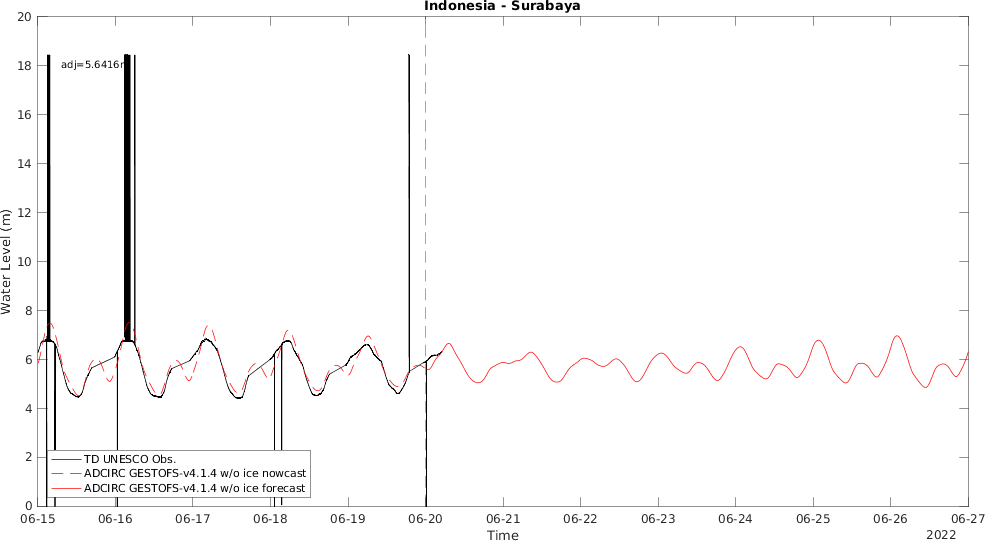 Indonesia - Surabaya
20
18
16
14
12
10
8
6
4
2
0
Water Level (m)
adj=5.6416m
TD UNESCO Obs.
ADCIRC GESTOFS-v4.1.4 w/o ice nowcast
ADCIRC GESTOFS-v4.1.4 w/o ice forecast
06-15 06-16 06-17 06-18 06-19 06-20 06-21 06-22 06-23 06-24 06-25 06-26 06-27
Time
2022